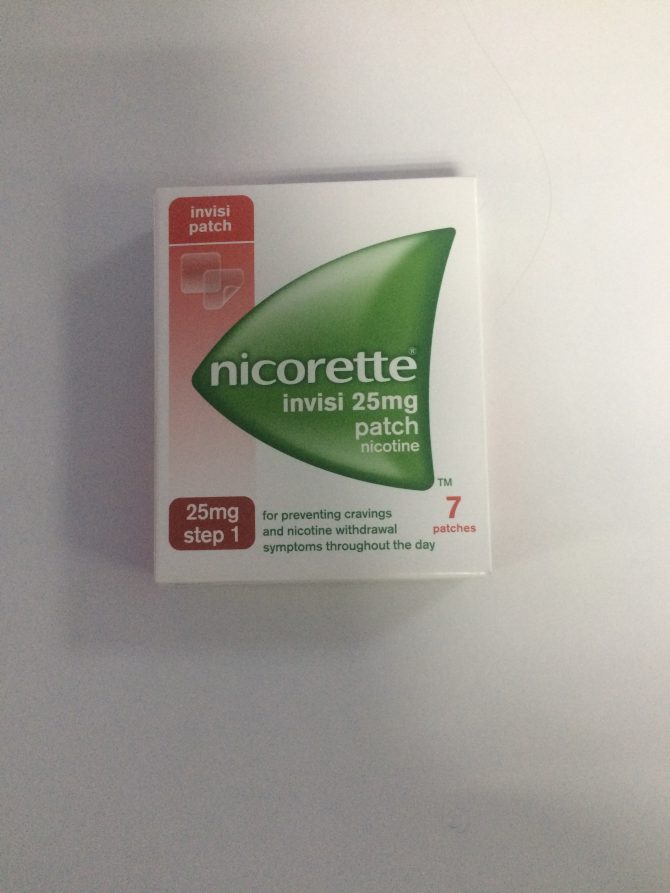 invisi
patch
nicorette®
invisi 25mg
patch
nicotine
™
25mg
step 1
for preventing cravings
and nicotine withdrawal
symptoms throughout the day
7
patches